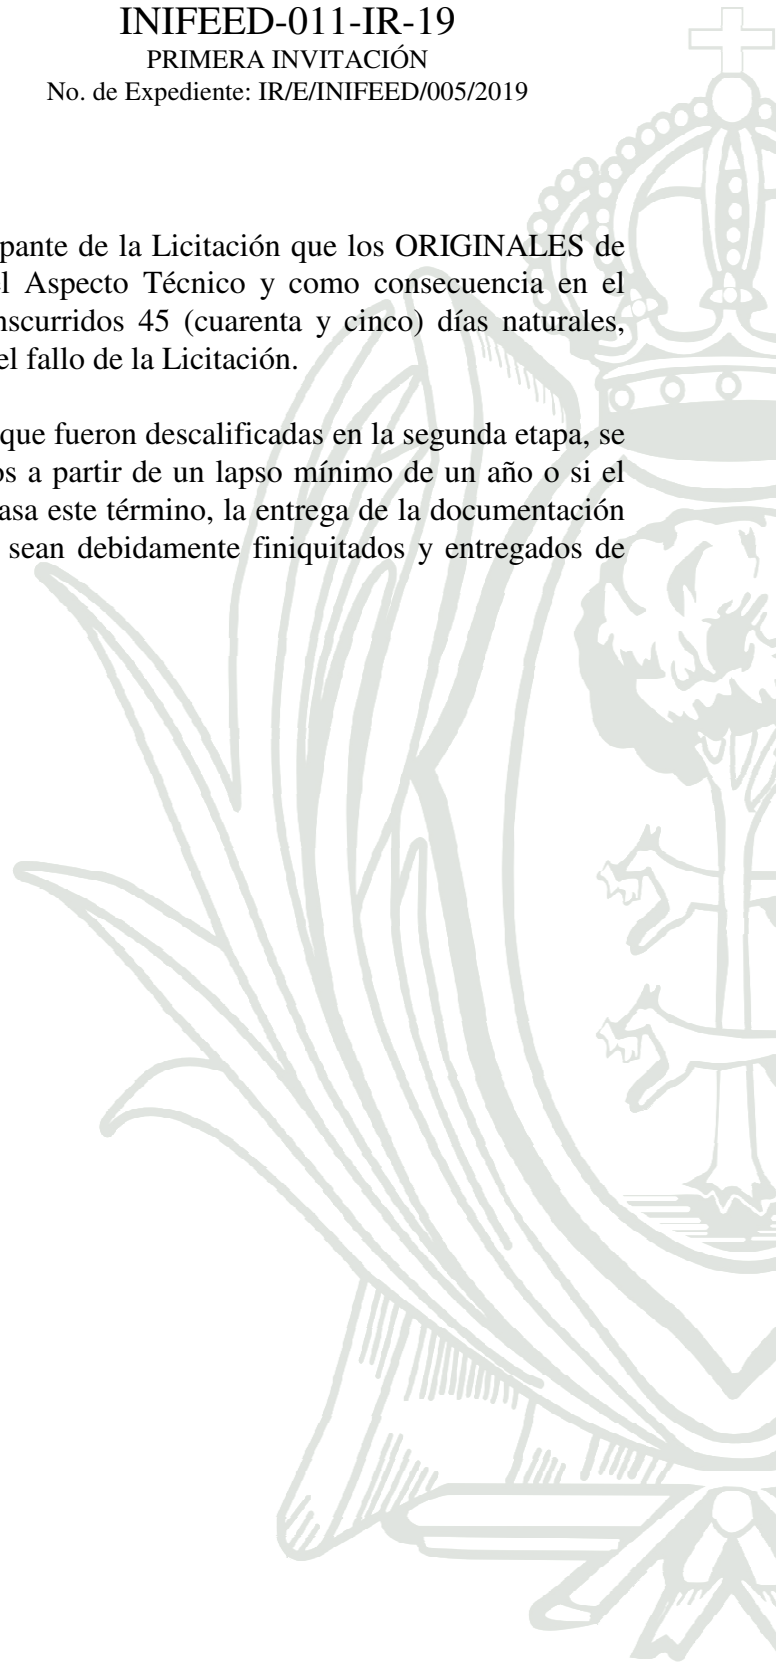 INIFEED-011-IR-19
PRIMERA INVITACIÓN
No. de Expediente: IR/E/INIFEED/005/2019
pante de la Licitación que los ORIGINALES de
l Aspecto Técnico y como consecuencia en el
nscurridos 45 (cuarenta y cinco) días naturales,
el fallo de la Licitación.
que fueron descalificadas en la segunda etapa, se
os a partir de un lapso mínimo de un año o si el
asa este término, la entrega de la documentación
sean debidamente finiquitados y entregados de